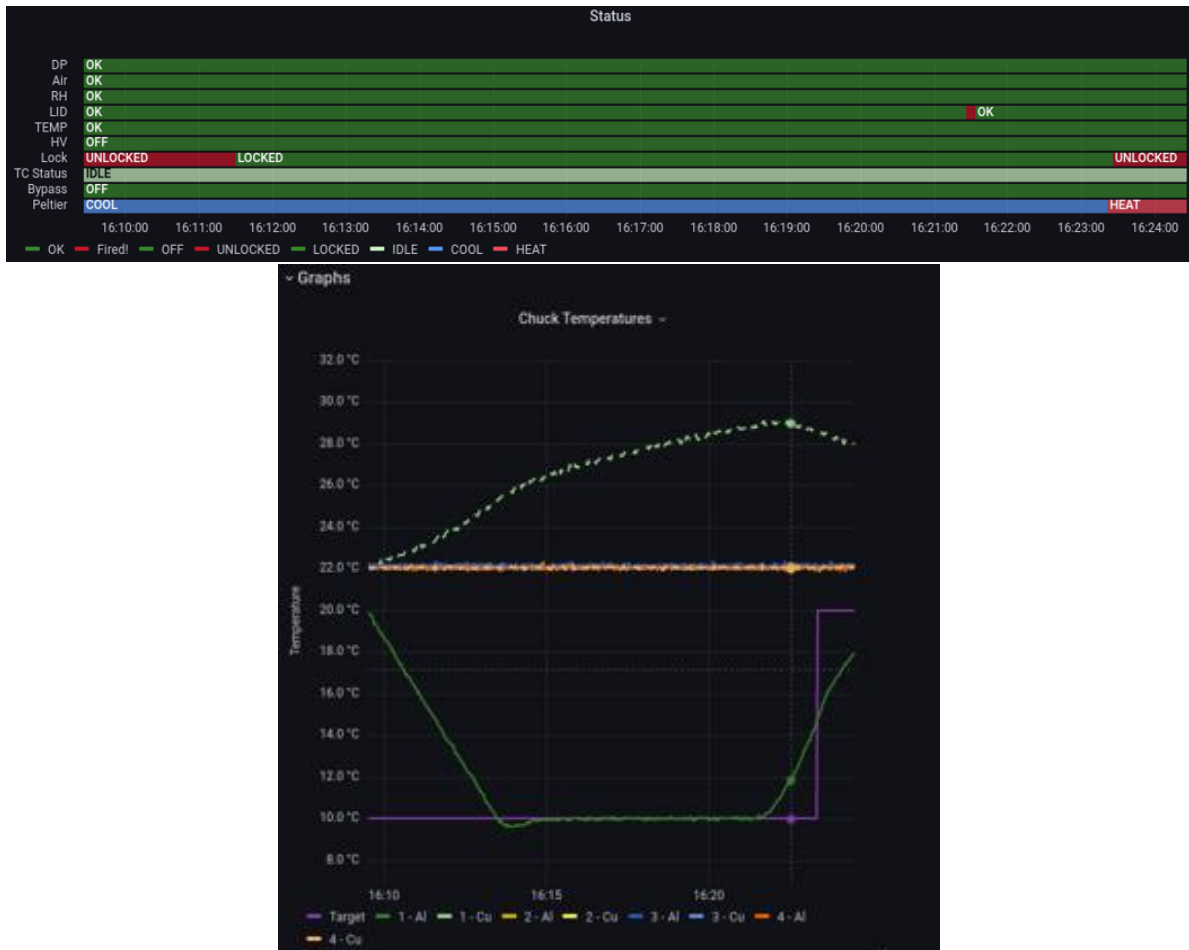 Status
DP OK
Air OK
RH OK
LID OK OK
TEMP OK
HV OFF
Lock UNLOCKED LOCKED UNLOCKED
TC Status IDLE
Bypass OFF
Peltier COOL HEAT
16:10:00 16:11:00 16:12:00 16:13:00 16:14:00 16:15:00 16:16:00 16:17:00 16:18:00 16:19:00 16:20:00 16:21:00 16:22:00 16:23:00 16:24:00
OK Fired! OFF UNLOCKED LOCKED IDLE COOL HEAT
Graphs
Chuck Temperatures
32.0 °C
30.0 °C
28.0 °C
26.0 °C
24.0 °C
22.0 °C
20.0 °C
18.0 °C
16.0 °C
14.0 °C
12.0 °C
10.0 °C
8.0 °C
Temperature
16:10 16:15 16:20
Target 1 - Al 1 - Cu 2 - Al 2 - Cu 3 - Al 3 - Cu 4 - Al
4 - Cu